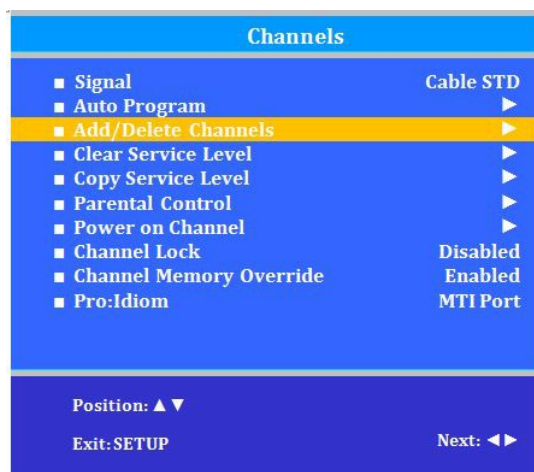 Channels
■ Signal Cable STD
■ Auto Program ▶
■ Add/Delete Channels ▶
■ Clear Service Level ▶
■ Copy Service Level ▶
■ Parental Control ▶
■ Power on Channel ▶
■ Channel Lock Disabled
■ Channel Memory Override Enabled
■ Pro:Idiom MTI Port
Position: ▲ ▼
Exit: SETUP Next: ◀ ▶